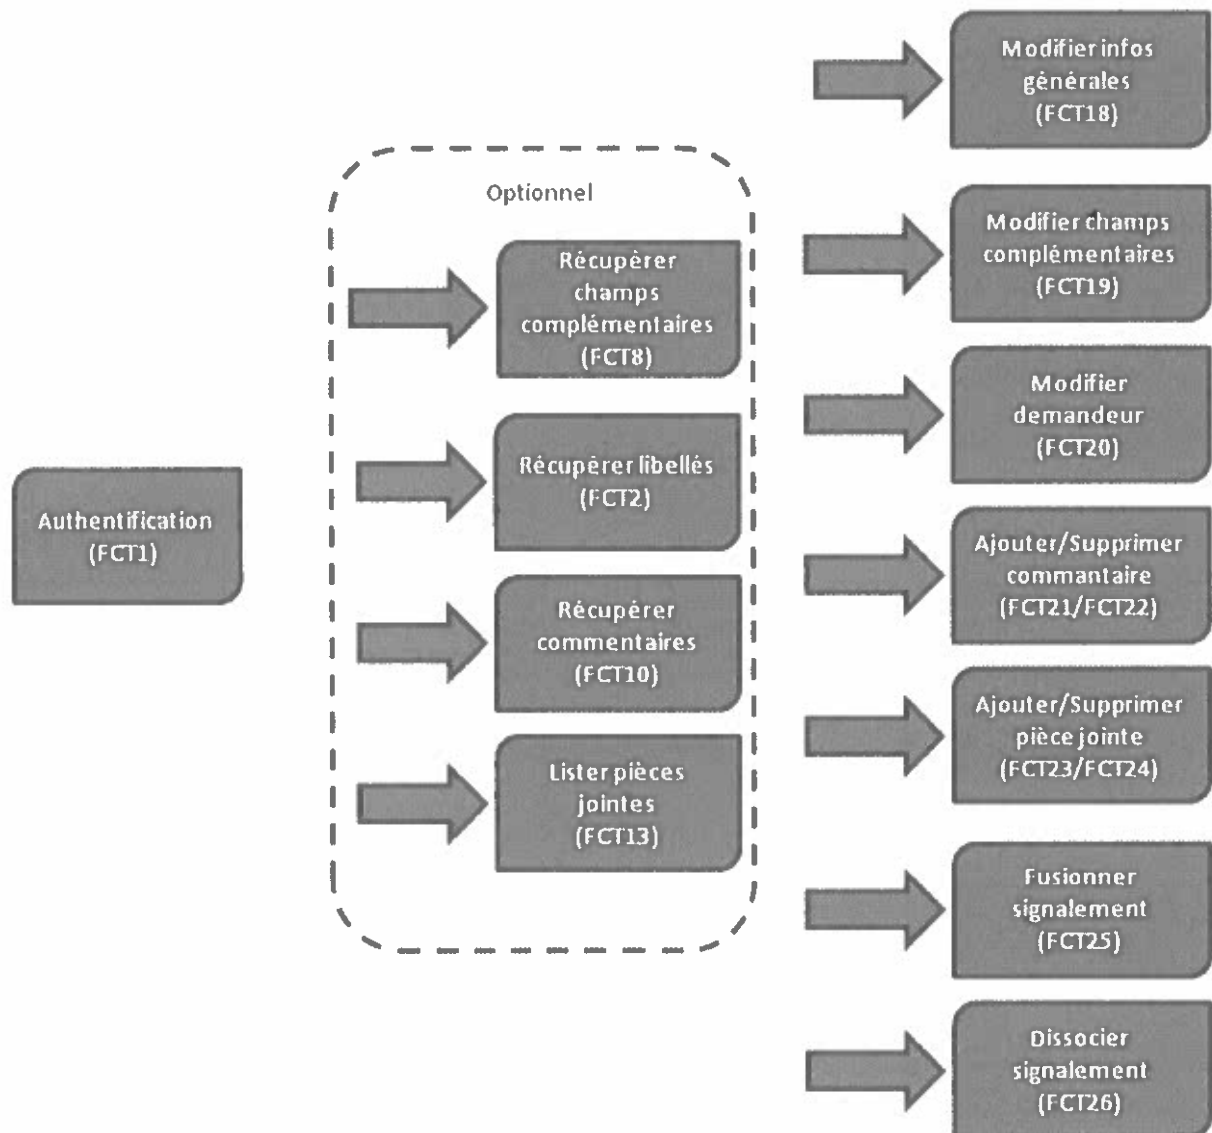 Authentification
(FCT1)
Optionnel
Récupérer
champs
complémentaires
(FCT8)
Récupérer libellés
(FCT2)
Récupérer
commentaires
(FCT10)
Lister pièces
jointes
(FCT13)
Modifier infos
générales
(FCT18)
Modifier champs
complémentaires
(FCT19)
Modifier
demandeur
(FCT20)
Ajouter/Supprimer
commantaire
(FCT21/FCT22)
Ajouter/Supprimer
pièce jointe
(FCT23/FCT24)
Fusionner
signalement
(FCT25)
Dissocier
signalement
(FCT26)